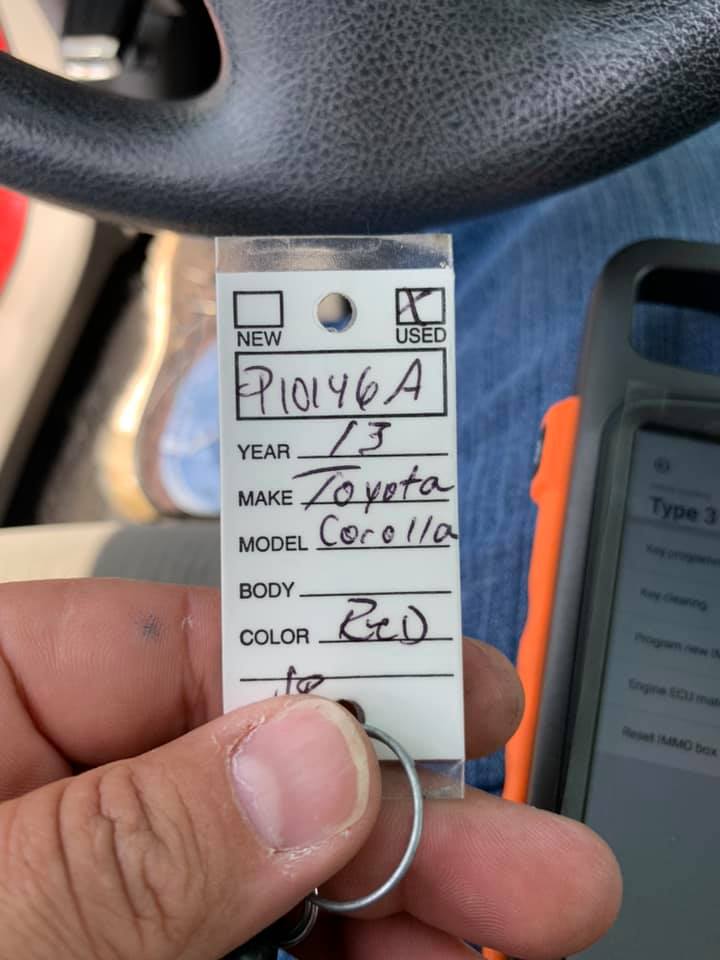 NEW USED
P10146A
YEAR 13
MAKE Toyota
MODEL Corolla
BODY
COLOR RED
Type 3
Key clearing
Program new
Engine ECU
Reset IMMO box